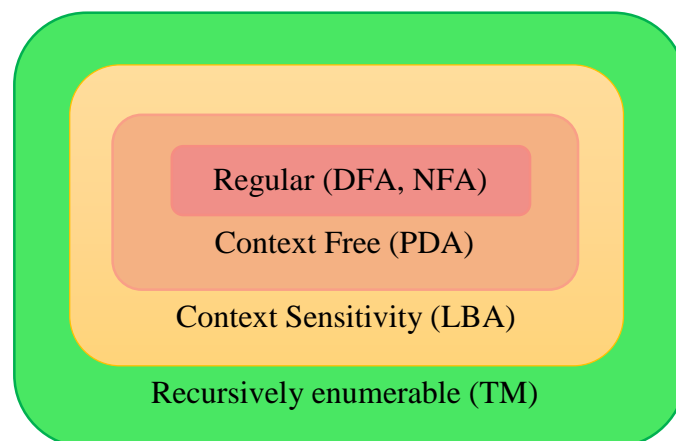 Regular (DFA, NFA)
Context Free (PDA)
Context Sensitivity (LBA)
Recursively enumerable (TM)